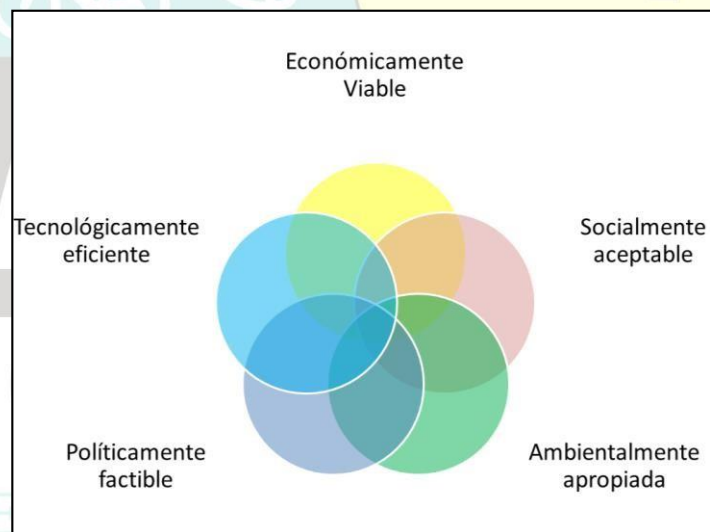 Económicamente
Viable
Tecnológicamente
eficiente
Socialmente
aceptable
Políticamente
factible
Ambientalmente
apropiada